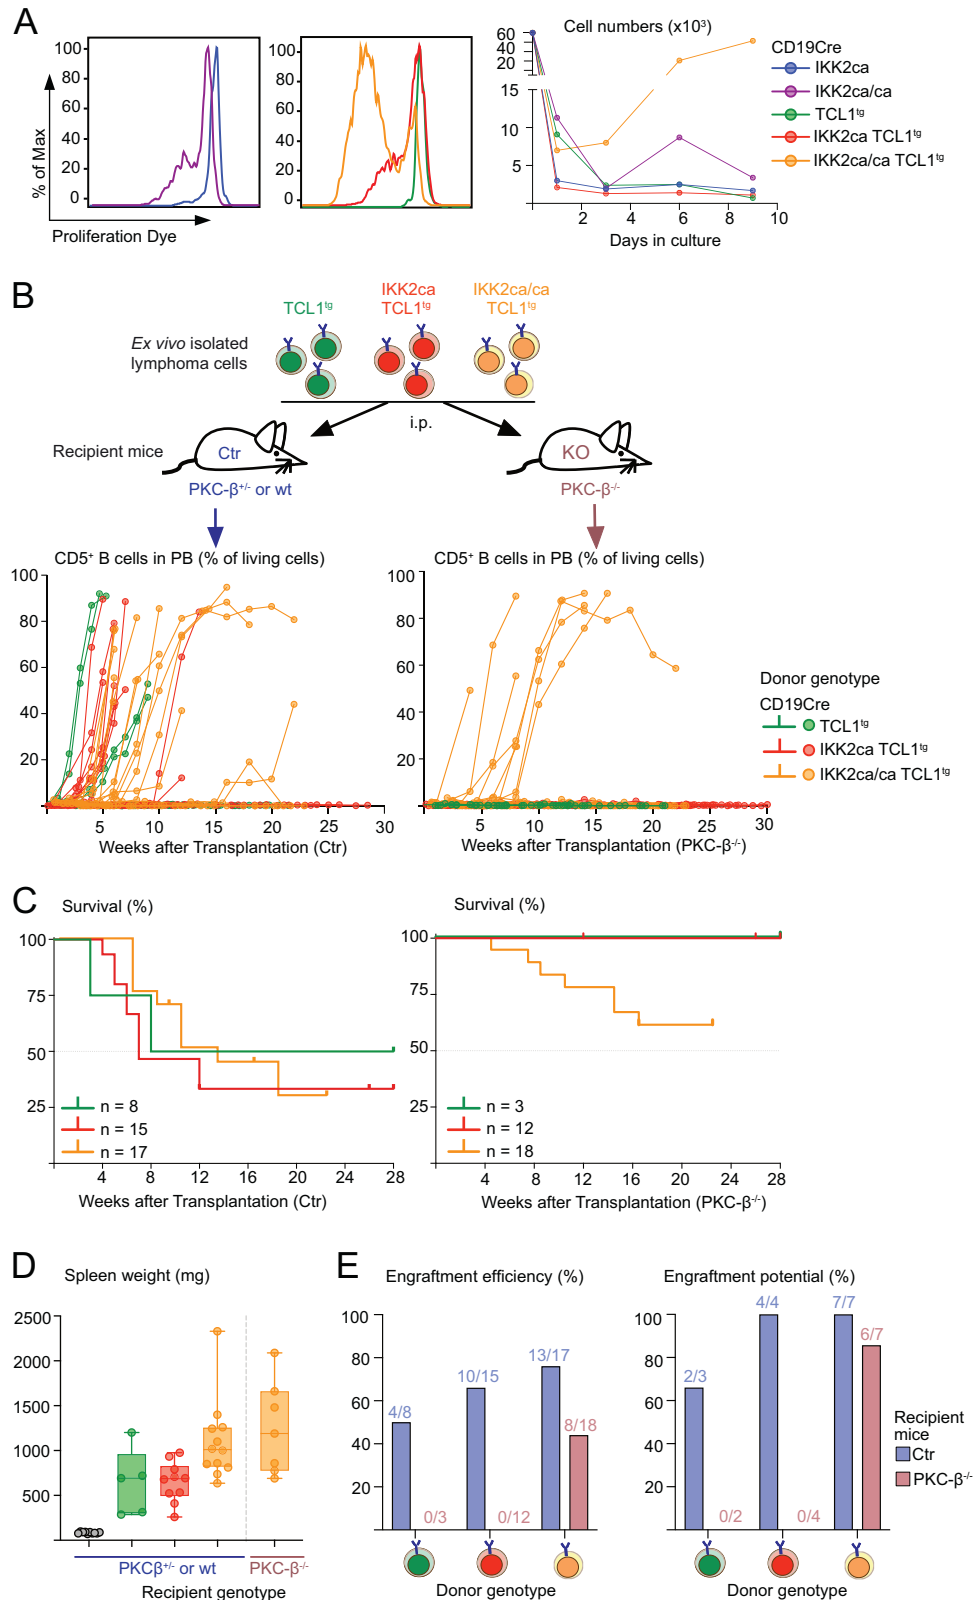 A
100
80
60
40
20
0
% of Max
Proliferation Dye
100
80
60
40
20
0
Cell numbers (x10³)
60
40
20
15
10
5
2
4
6
8
10
Days in culture
CD19Cre
IKK2ca
IKK2ca/ca
TCL1ᵗᵍ
IKK2ca TCL1ᵗᵍ
IKK2ca/ca TCL1ᵗᵍ
B
TCL1ᵗᵍ
IKK2ca
TCL1ᵗᵍ
IKK2ca/ca
TCL1ᵗᵍ
Ex vivo isolated
lymphoma cells
i.p.
Recipient mice
Ctr
KO
PKC-β⁺/⁻ or wt
PKC-β⁻/⁻
CD5⁺ B cells in PB (% of living cells)
100
80
60
40
20
5
10
15
20
25
30
Weeks after Transplantation (Ctr)
CD5⁺ B cells in PB (% of living cells)
100
80
60
40
20
5
10
15
20
25
30
Weeks after Transplantation (PKC-β⁻/⁻)
Donor genotype
CD19Cre
TCL1ᵗᵍ
IKK2ca TCL1ᵗᵍ
IKK2ca/ca TCL1ᵗᵍ
C
Survival (%)
100
75
50
25
n = 8
n = 15
n = 17
4
8
12
16
20
24
28
Weeks after Transplantation (Ctr)
Survival (%)
100
75
50
25
n = 3
n = 12
n = 18
4
8
12
16
20
24
28
Weeks after Transplantation (PKC-β⁻/⁻)
D
Spleen weight (mg)
2500
2000
1500
1000
500
PKCβ⁺/⁻ or wt
PKC-β⁻/⁻
Recipient genotype
E
Engraftment efficiency (%)
100
80
60
40
20
4/8
0/3
10/15
0/12
13/17
8/18
Donor genotype
Engraftment potential (%)
100
80
60
40
20
2/3
0/2
4/4
0/4
7/7
6/7
Donor genotype
Recipient
mice
Ctr
PKC-β⁻/⁻